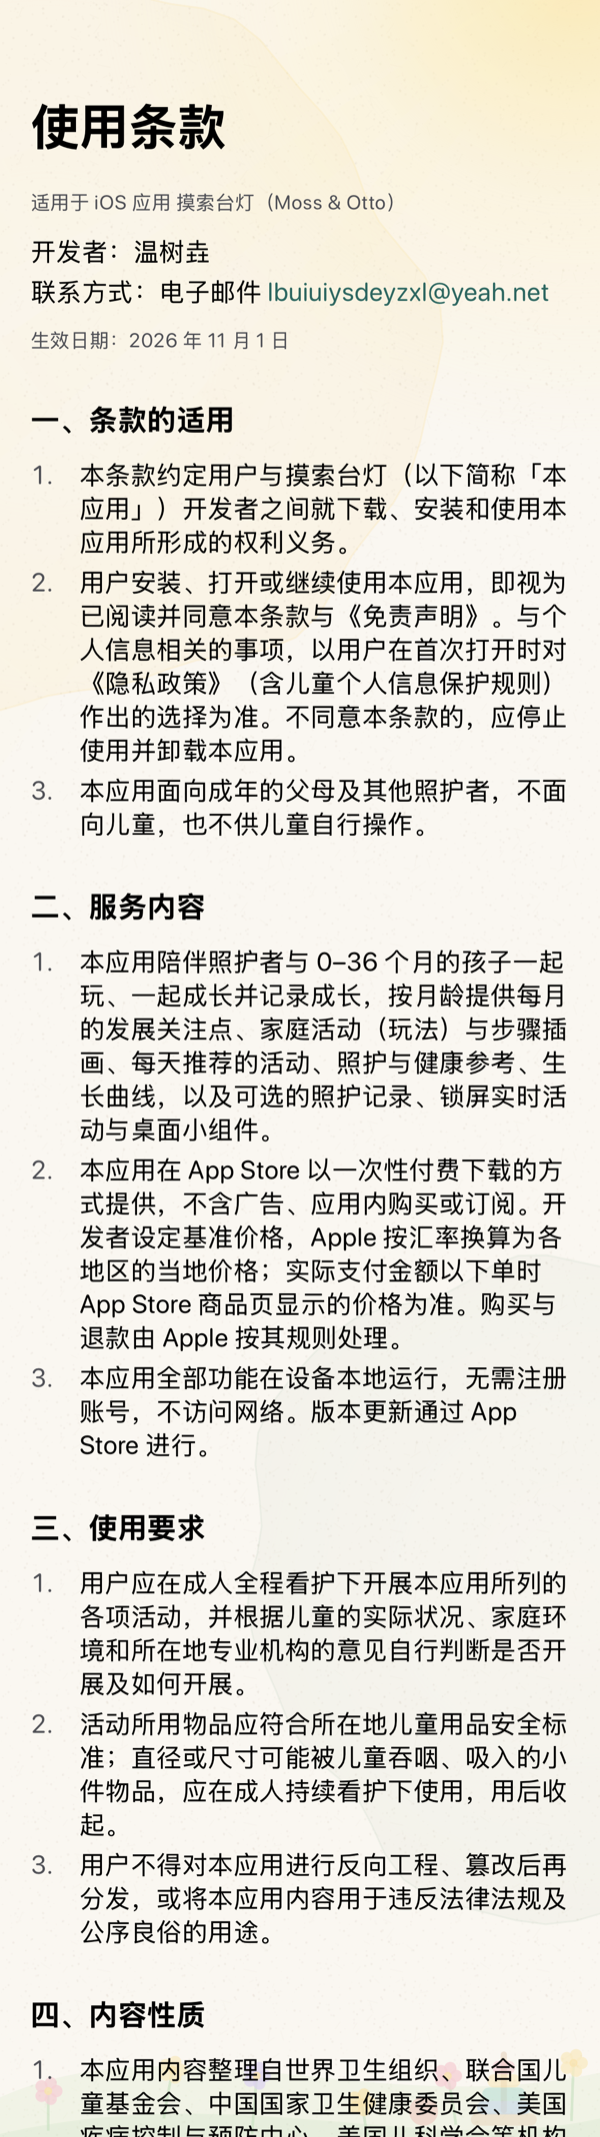 使用条款
适用于 iOS 应用 摸索台灯（Moss & Otto）
开发者：温树垚
联系方式：电子邮件 lbuiuiysdeyzxl@yeah.net
生效日期：2026 年 11 月 1 日
一、条款的适用
1. 本条款约定用户与摸索台灯（以下简称「本
应用」）开发者之间就下载、安装和使用本
应用所形成的权利义务。
2. 用户安装、打开或继续使用本应用，即视为
已阅读并同意本条款与《免责声明》。与个
人信息相关的事项，以用户在首次打开时对
《隐私政策》（含儿童个人信息保护规则）
作出的选择为准。不同意本条款的，应停止
使用并卸载本应用。
3. 本应用面向成年的父母及其他照护者，不面
向儿童，也不供儿童自行操作。
二、服务内容
1. 本应用陪伴照护者与 0–36 个月的孩子一起
玩、一起成长并记录成长，按月龄提供每月
的发展关注点、家庭活动（玩法）与步骤插
画、每天推荐的活动、照护与健康参考、生
长曲线，以及可选的照护记录、锁屏实时活
动与桌面小组件。
2. 本应用在 App Store 以一次性付费下载的方
式提供，不含广告、应用内购买或订阅。开
发者设定基准价格，Apple 按汇率换算为各
地区的当地价格；实际支付金额以下单时
App Store 商品页显示的价格为准。购买与
退款由 Apple 按其规则处理。
3. 本应用全部功能在设备本地运行，无需注册
账号，不访问网络。版本更新通过 App
Store 进行。
三、使用要求
1. 用户应在成人全程看护下开展本应用所列的
各项活动，并根据儿童的实际状况、家庭环
境和所在地专业机构的意见自行判断是否开
展及如何开展。
2. 活动所用物品应符合所在地儿童用品安全标
准；直径或尺寸可能被儿童吞咽、吸入的小
件物品，应在成人持续看护下使用，用后收
起。
3. 用户不得对本应用进行反向工程、篡改后再
分发，或将本应用内容用于违反法律法规及
公序良俗的用途。
四、内容性质
1. 本应用内容整理自世界卫生组织、联合国儿
童基金会、中国国家卫生健康委员会、美国
疾病控制与预防中心、美国儿科学会等机构